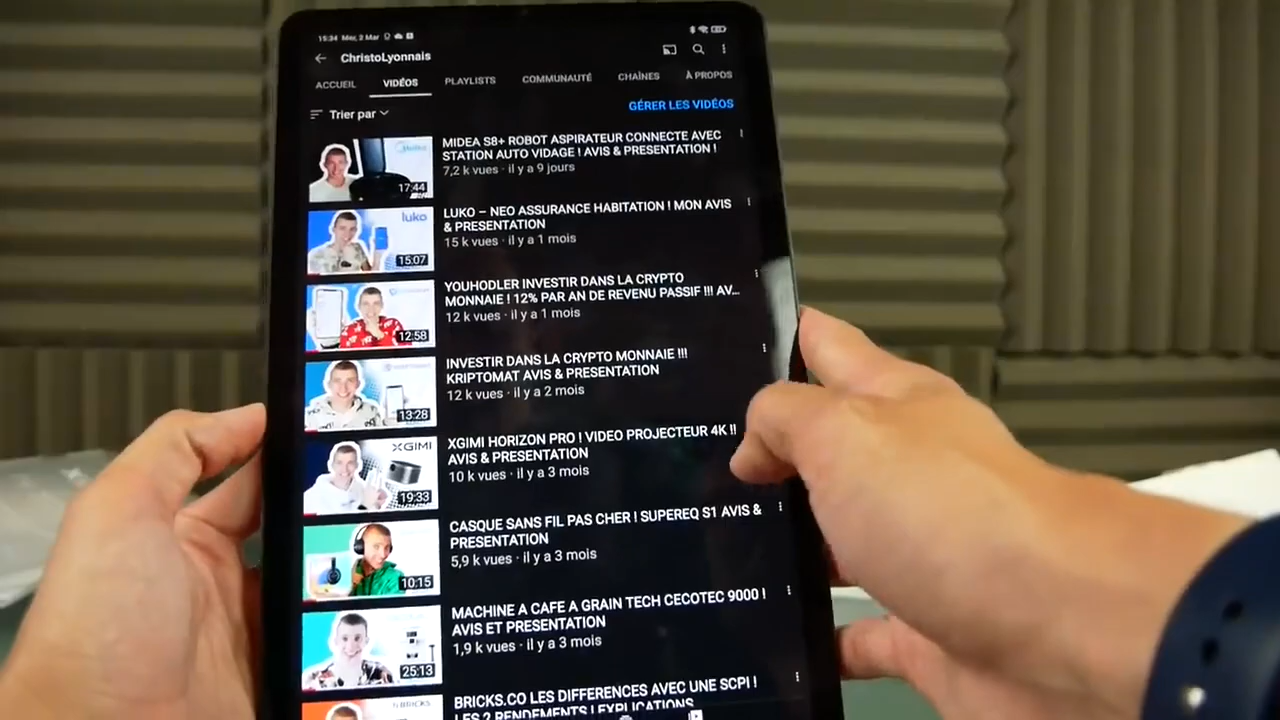 15:34 Mer, 2 Mar
ChristoLyonnais
ACCUEIL VIDÉOS PLAYLISTS COMMUNAUTÉ CHAÎNES À PROPOS
Trier par GÉRER LES VIDÉOS
MIDEA S8+ ROBOT ASPIRATEUR CONNECTE AVEC
STATION AUTO VIDAGE ! AVIS & PRESENTATION !
7,2 k vues · il y a 9 jours
17:44
luko
LUKO – NEO ASSURANCE HABITATION ! MON AVIS
& PRESENTATION
15 k vues · il y a 1 mois
15:07
YOUHODLER INVESTIR DANS LA CRYPTO
MONNAIE ! 12% PAR AN DE REVENU PASSIF !!! AV...
12 k vues · il y a 1 mois
12:58
INVESTIR DANS LA CRYPTO MONNAIE !!!
KRIPTOMAT AVIS & PRESENTATION
12 k vues · il y a 2 mois
13:28
XGIMI
XGIMI HORIZON PRO ! VIDEO PROJECTEUR 4K !!
AVIS & PRESENTATION
10 k vues · il y a 3 mois
19:33
CASQUE SANS FIL PAS CHER ! SUPEREQ S1 AVIS &
PRESENTATION
5,9 k vues · il y a 3 mois
10:15
MACHINE A CAFE A GRAIN TECH CECOTEC 9000 !
AVIS ET PRESENTATION
1,9 k vues · il y a 3 mois
25:13
BRICKS
BRICKS.CO LES DIFFERENCES AVEC UNE SCPI !
LES 2 RENDEMENTS ! EXPLICATIONS